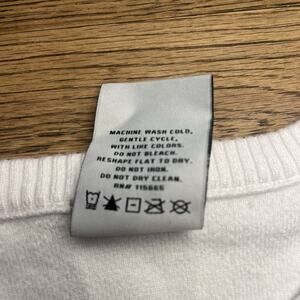 MACHINE WASH COLD,
GENTLE CYCLE,
WITH LIKE COLORS.
DO NOT BLEACH.
RESHAPE FLAT TO DRY.
DO NOT IRON.
DO NOT DRY CLEAN.
RN# 115665